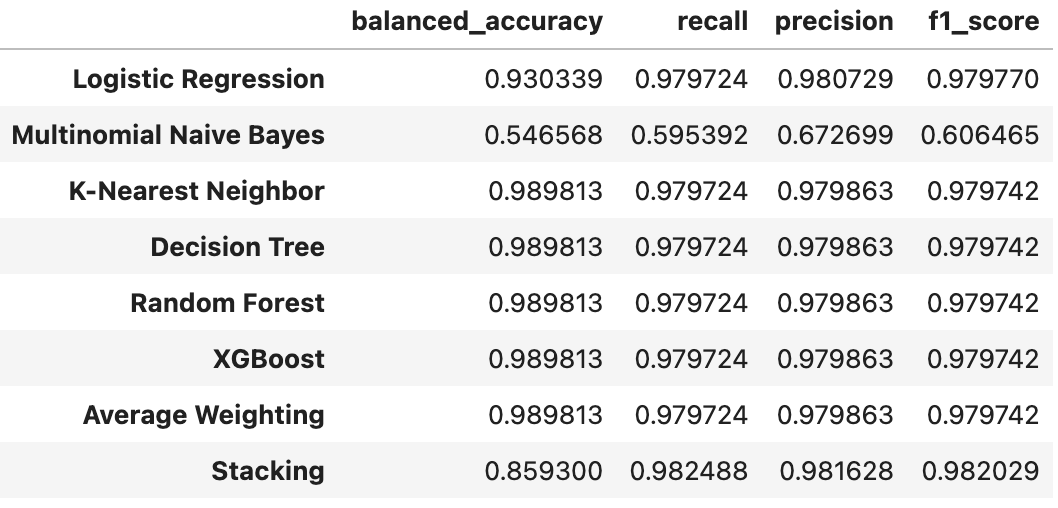 balanced_accuracy recall precision f1_score
Logistic Regression 0.930339 0.979724 0.980729 0.979770
Multinomial Naive Bayes 0.546568 0.595392 0.672699 0.606465
K-Nearest Neighbor 0.989813 0.979724 0.979863 0.979742
Decision Tree 0.989813 0.979724 0.979863 0.979742
Random Forest 0.989813 0.979724 0.979863 0.979742
XGBoost 0.989813 0.979724 0.979863 0.979742
Average Weighting 0.989813 0.979724 0.979863 0.979742
Stacking 0.859300 0.982488 0.981628 0.982029